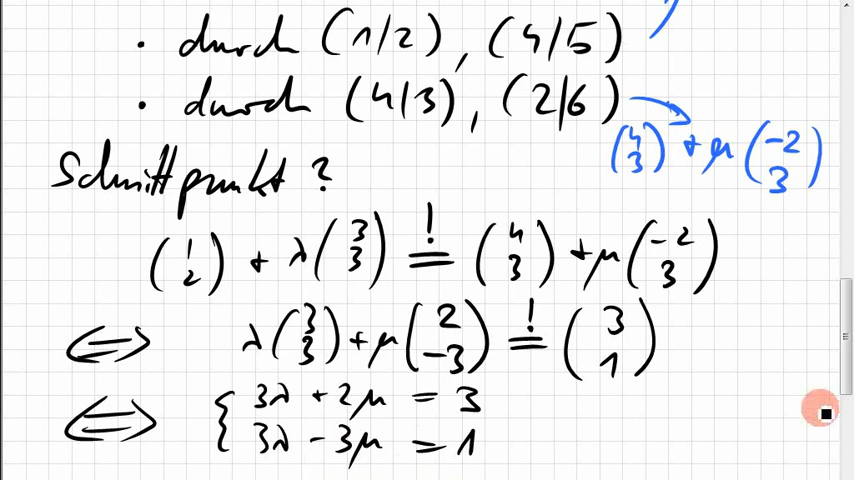 · durch (1/2), (4/5)
· durch (4/3), (2/6)
(4 3) + μ (-2 3)
Schnittpunkt ?
(1 2) + λ (3 3) =! (4 3) + μ (-2 3)
⇔ λ (3 3) + μ (2 -3) =! (3 1)
⇔ { 3λ + 2μ = 3
3λ - 3μ = 1